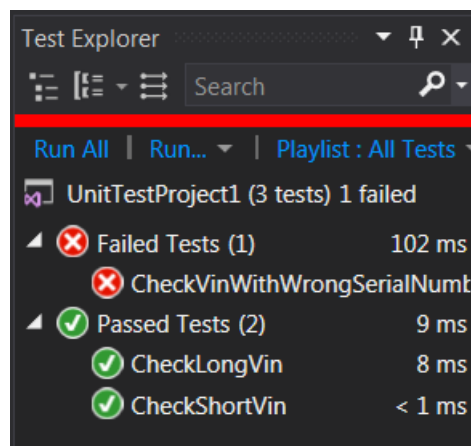 Test Explorer
Search
Run All | Run... | Playlist : All Tests
UnitTestProject1 (3 tests) 1 failed
Failed Tests (1) 102 ms
CheckVinWithWrongSerialNumb
Passed Tests (2) 9 ms
CheckLongVin 8 ms
CheckShortVin < 1 ms